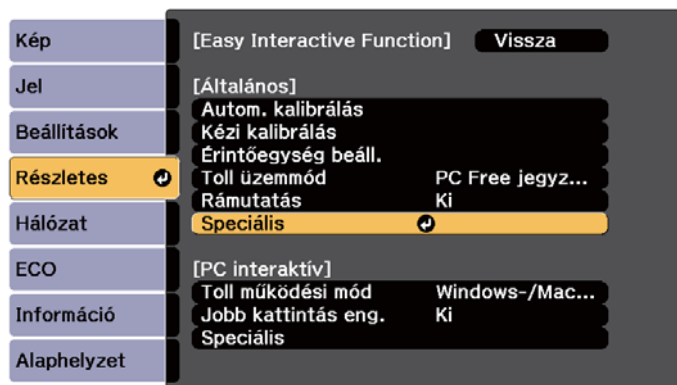 Kép
Jel
Beállítások
Részletes
Hálózat
ECO
Információ
Alaphelyzet
[Easy Interactive Function] Vissza
[Általános]
Autom. kalibrálás
Kézi kalibrálás
Érintőegység beáll.
Toll üzemmód PC Free jegyz...
Rámutatás Ki
Speciális
[PC interaktív]
Toll működési mód Windows-/Mac...
Jobb kattintás eng. Ki
Speciális